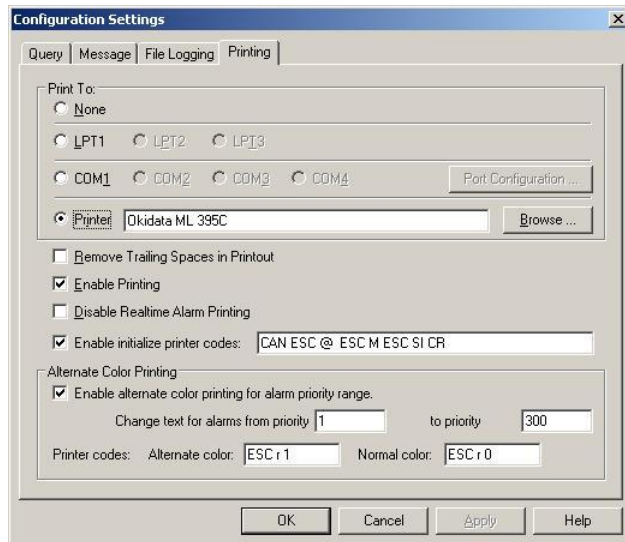 Configuration Settings
Query Message File Logging Printing
Print To:
None
LPT1 LPT2 LPT3
COM1 COM2 COM3 COM4 Port Configuration ...
Printer Okidata ML 395C Browse ...
Remove Trailing Spaces in Printout
Enable Printing
Disable Realtime Alarm Printing
Enable initialize printer codes: CAN ESC @ ESC M ESC SI CR
Alternate Color Printing
Enable alternate color printing for alarm priority range.
Change text for alarms from priority 1 to priority 300
Printer codes: Alternate color: ESC r 1 Normal color: ESC r 0
OK Cancel Apply Help